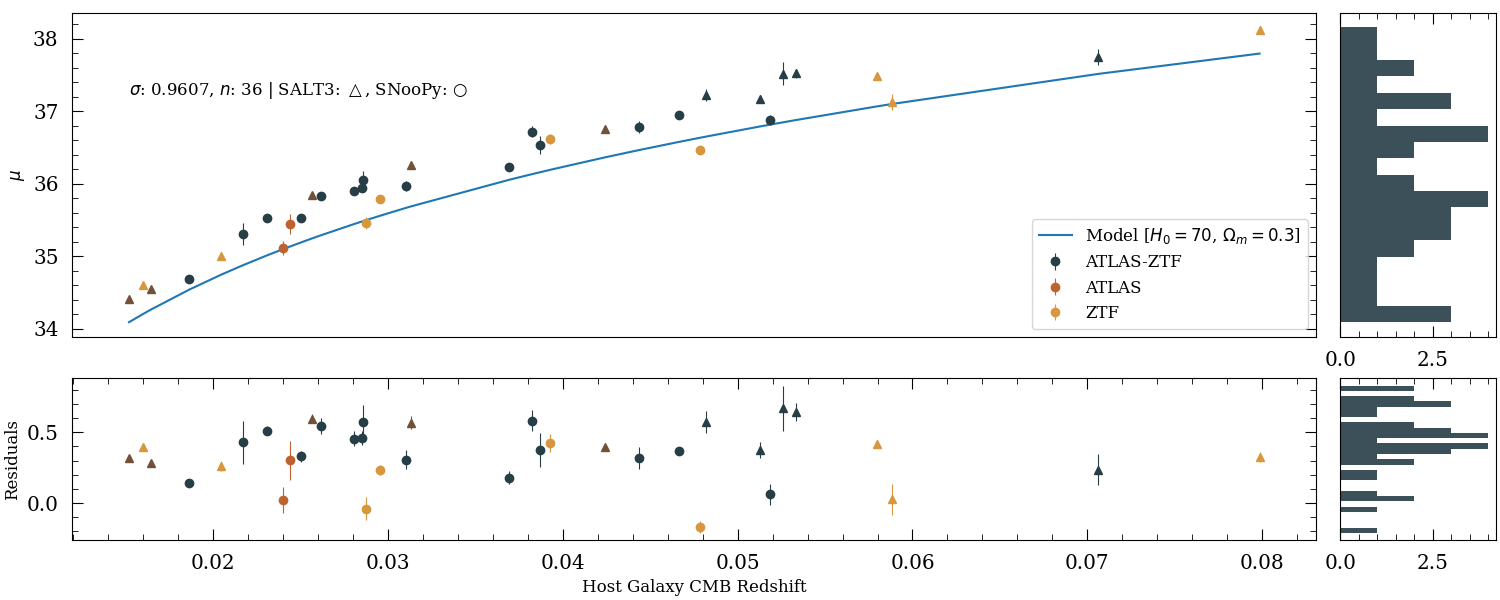 38
37
36
35
34
μ
σ: 0.9607, n: 36 | SALT3: △, SNooPy: ○
Model [H₀ = 70, Ωₘ = 0.3]
ATLAS-ZTF
ATLAS
ZTF
0.0 2.5
0.5
0.0
Residuals
0.02 0.03 0.04 0.05 0.06 0.07 0.08
0.0 2.5
Host Galaxy CMB Redshift